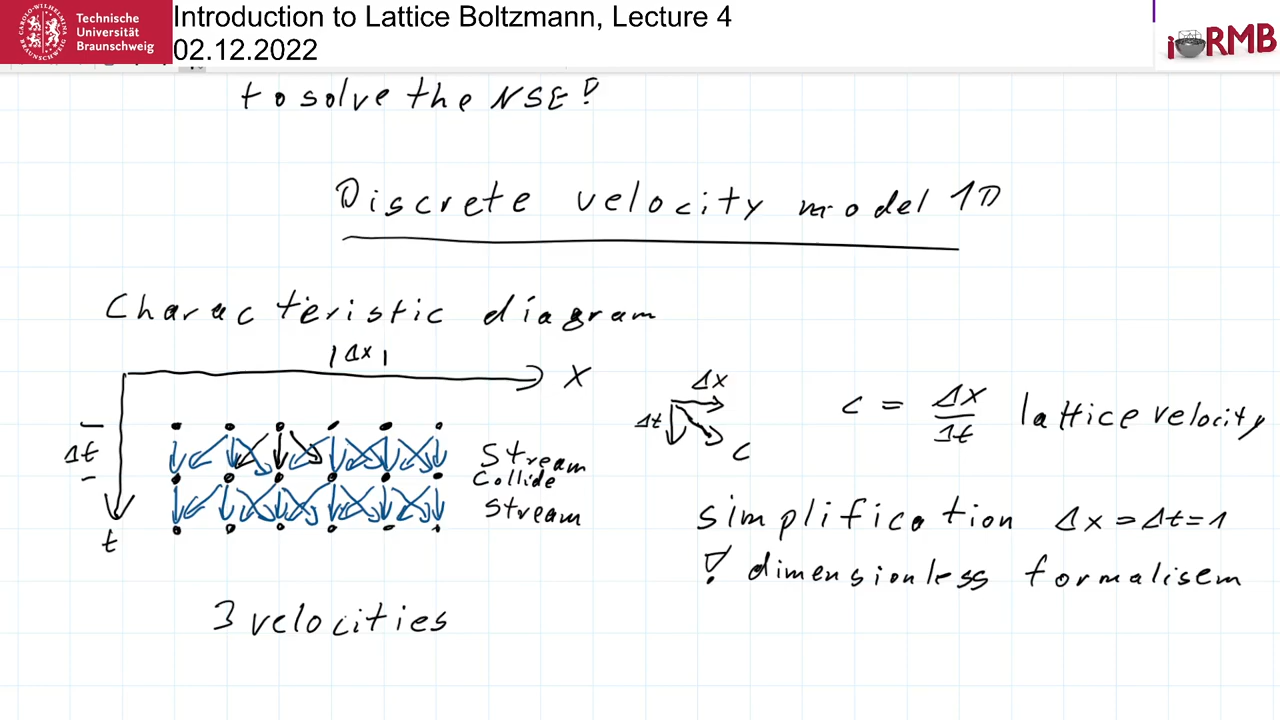 Technische
Universität
Braunschweig
Introduction to Lattice Boltzmann, Lecture 4
02.12.2022
iRMB
to solve the NSE!
Discrete velocity model 1D
Characteristic diagram
Δx
X
Δt
t
Stream
Collide
Stream
Δx
Δt
c
c = Δx/Δt lattice velocity
simplification Δx = Δt = 1
! dimensionless formalisem
3 velocities